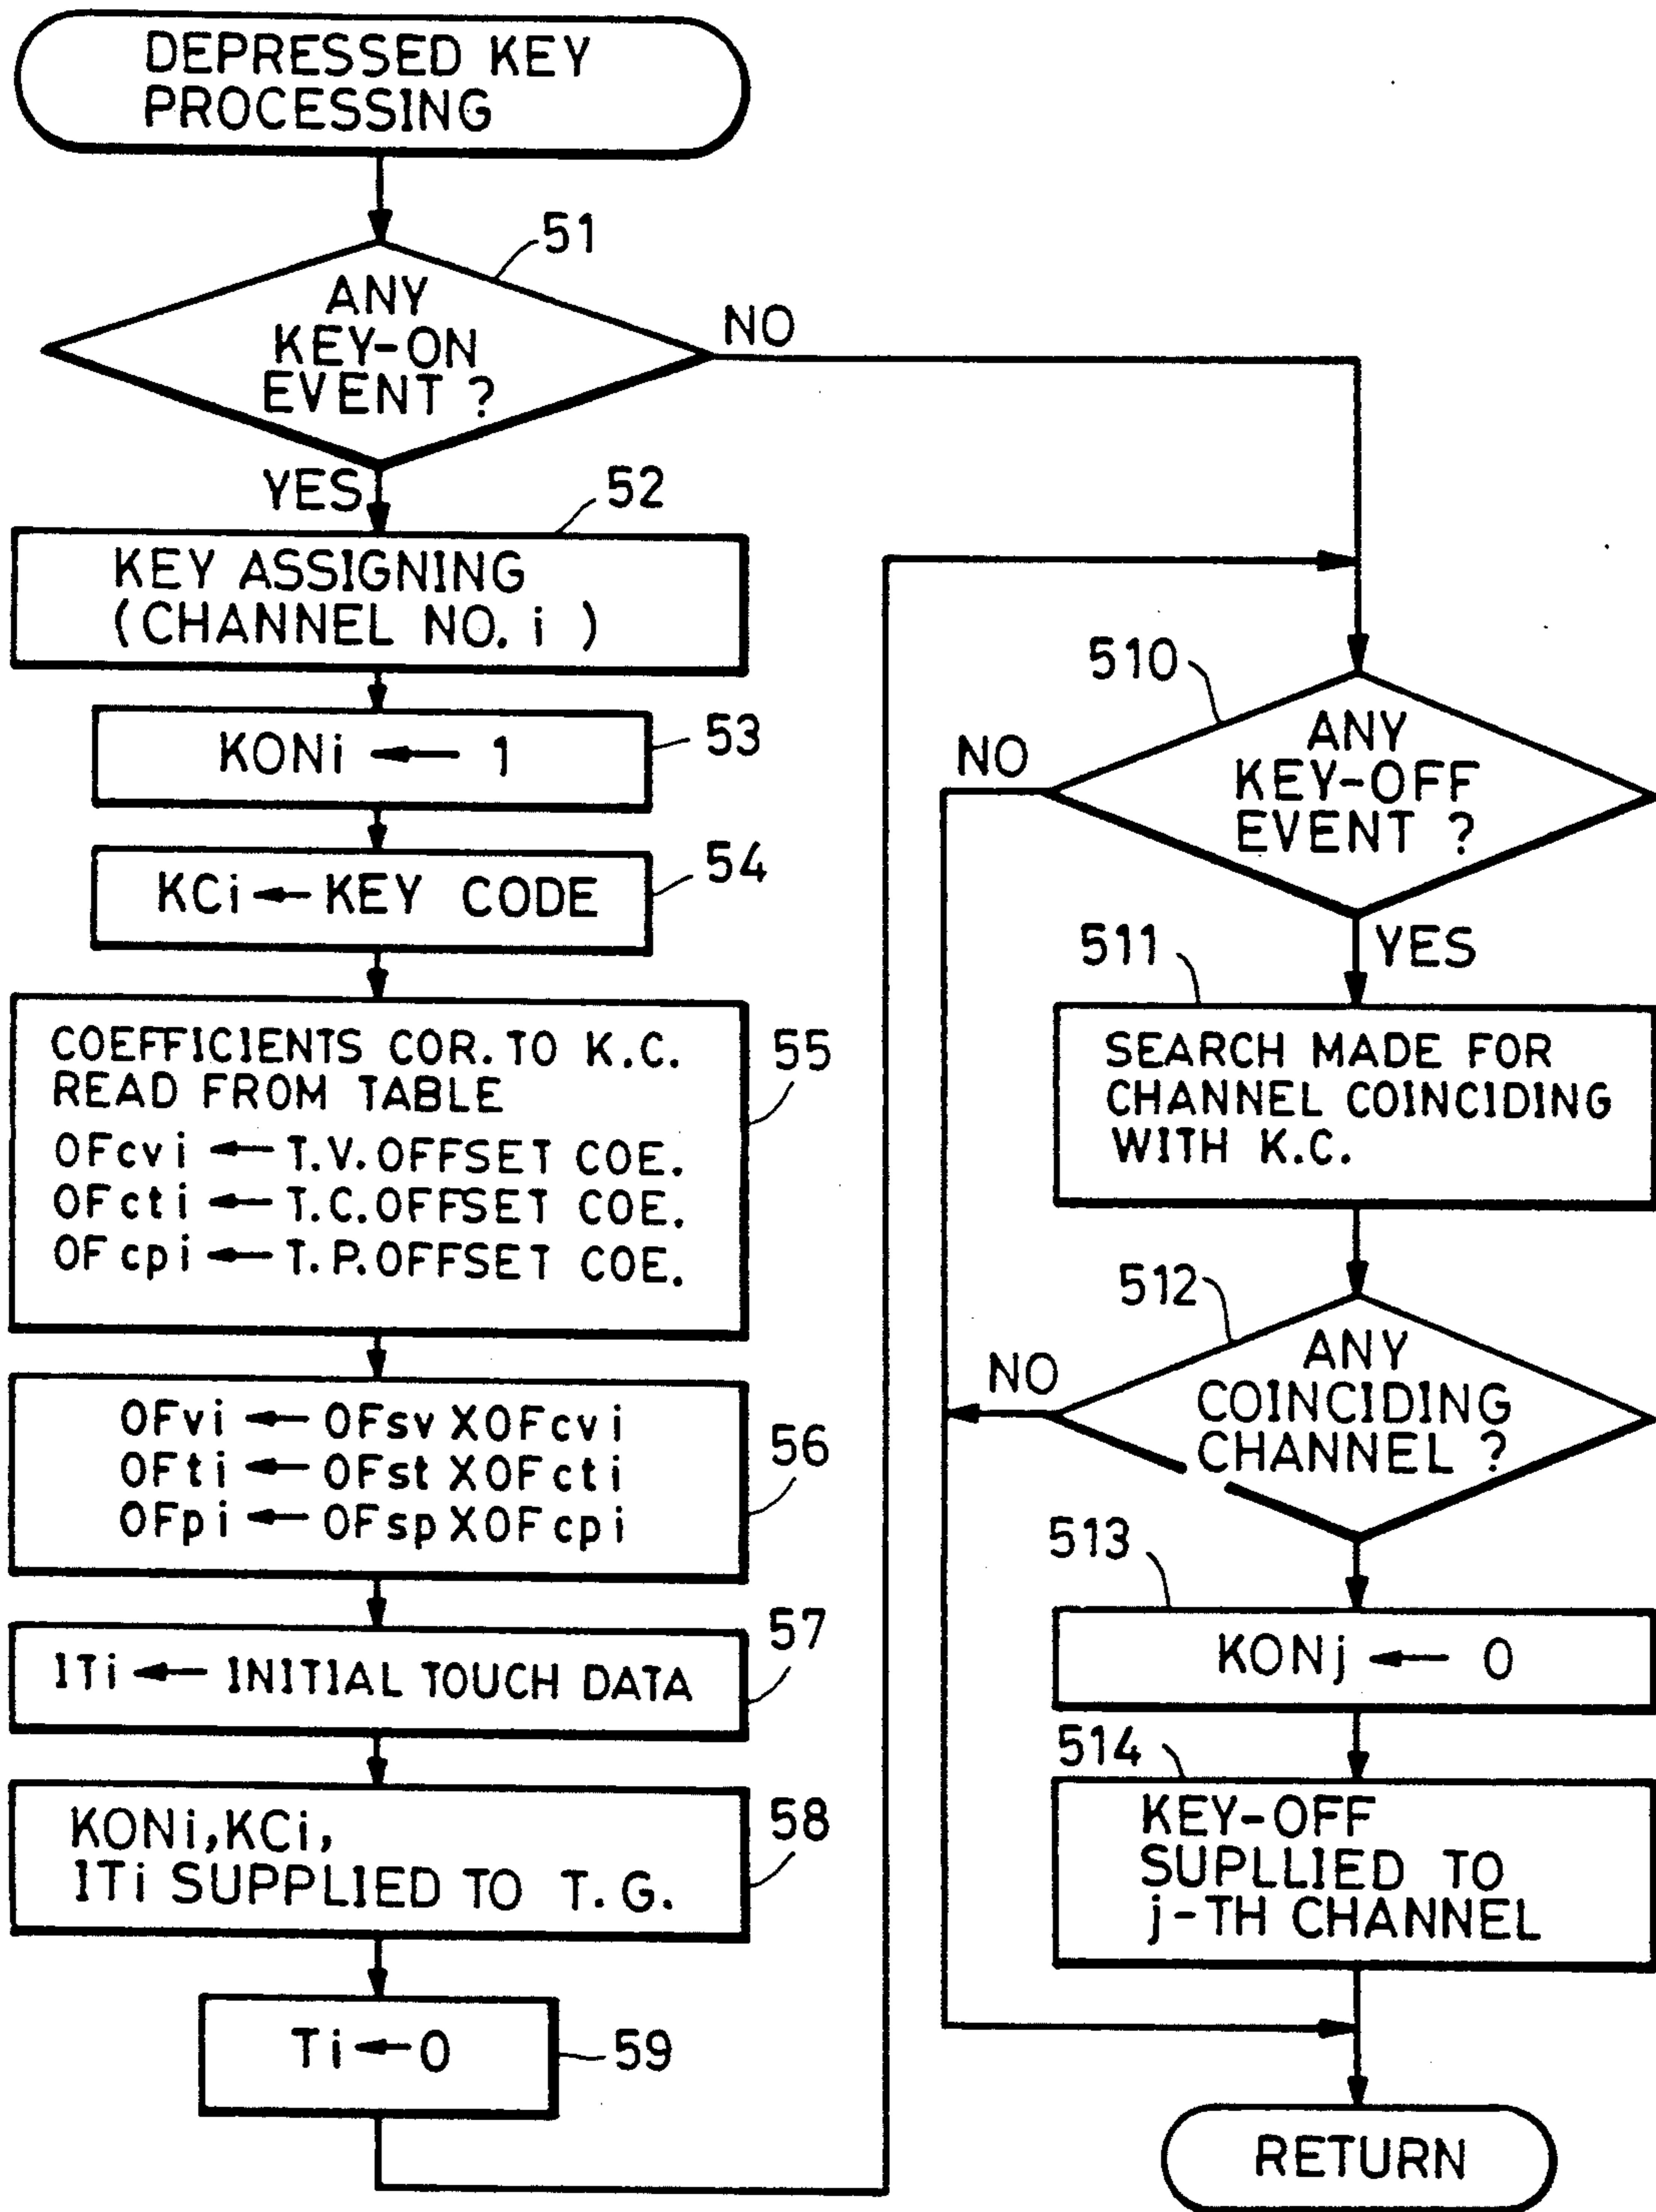 DEPRESSED KEY
PROCESSING
51
ANY
KEY-ON
EVENT ?
NO
YES
52
KEY ASSIGNING
(CHANNEL NO. i )
53
KONi ← 1
54
KCi ← KEY CODE
55
COEFFICIENTS COR. TO K.C.
READ FROM TABLE
OFcvi ← T.V. OFFSET COE.
OFcti ← T.C. OFFSET COE.
OFcpi ← T.P. OFFSET COE.
56
OFvi ← OFsv X OFcvi
OFti ← OFst X OFcti
OFpi ← OFsp X OFcpi
57
ITi ← INITIAL TOUCH DATA
58
KONi, KCi,
ITi SUPPLIED TO T.G.
59
Ti ← 0
510
ANY
KEY-OFF
EVENT ?
NO
YES
511
SEARCH MADE FOR
CHANNEL COINCIDING
WITH K.C.
512
ANY
COINCIDING
CHANNEL ?
NO
513
KONj ← 0
514
KEY-OFF
SUPLLIED TO
j-TH CHANNEL
RETURN